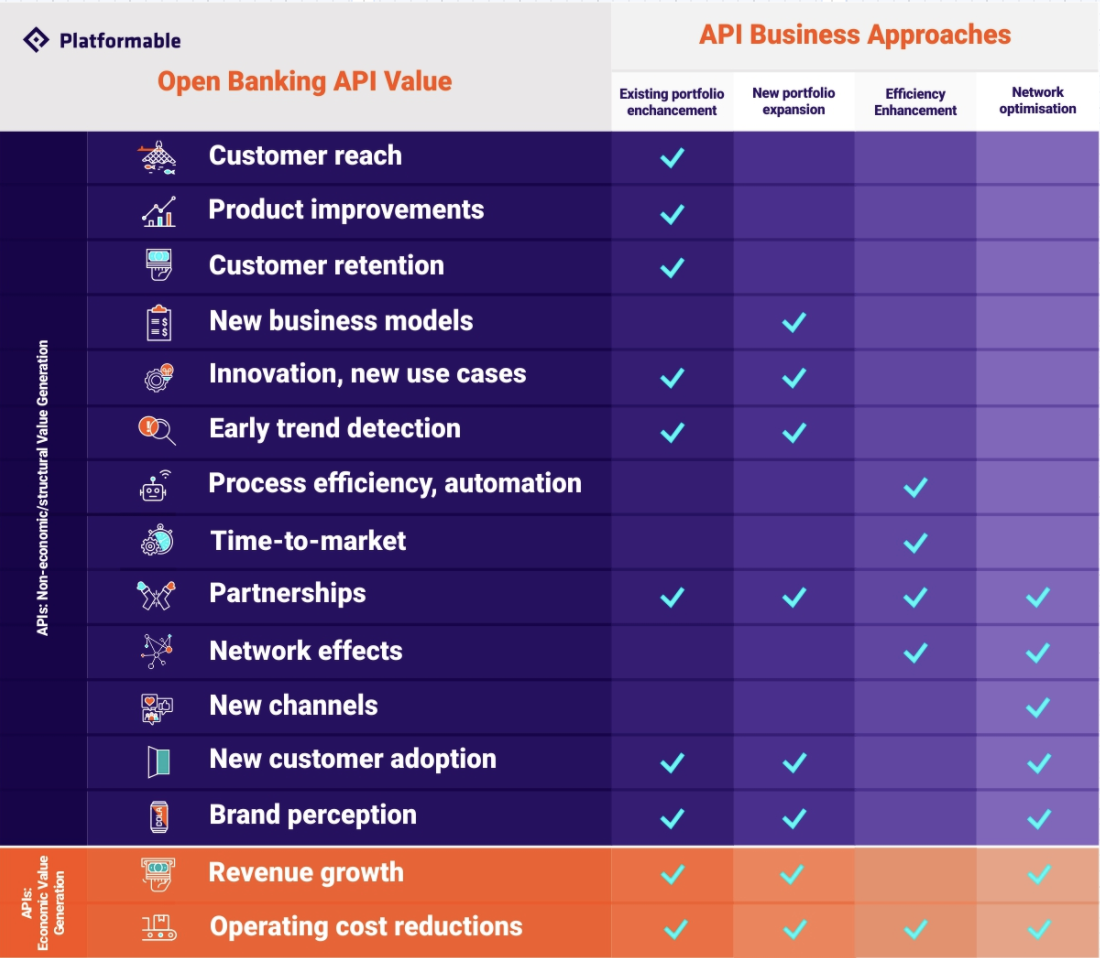 Platformable
Open Banking API Value
API Business Approaches
Existing portfolio
enchancement
New portfolio
expansion
Efficiency
Enhancement
Network
optimisation
APIs: Non-economic/structural Value Generation
Customer reach
Product improvements
Customer retention
New business models
Innovation, new use cases
Early trend detection
Process efficiency, automation
Time-to-market
Partnerships
Network effects
New channels
New customer adoption
Brand perception
COLA
APIs:
Economic Value
Generation
Revenue growth
Operating cost reductions